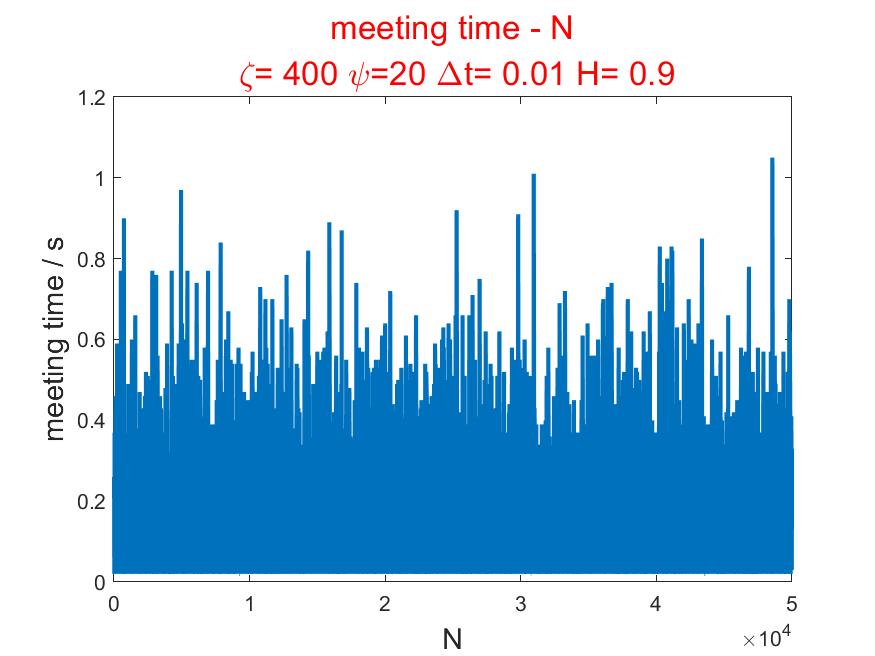 meeting time - N
ζ= 400 ψ=20 Δt= 0.01 H= 0.9
1.2
1
0.8
0.6
0.4
0.2
0
meeting time / s
0 1 2 3 4 5
×10⁴
N